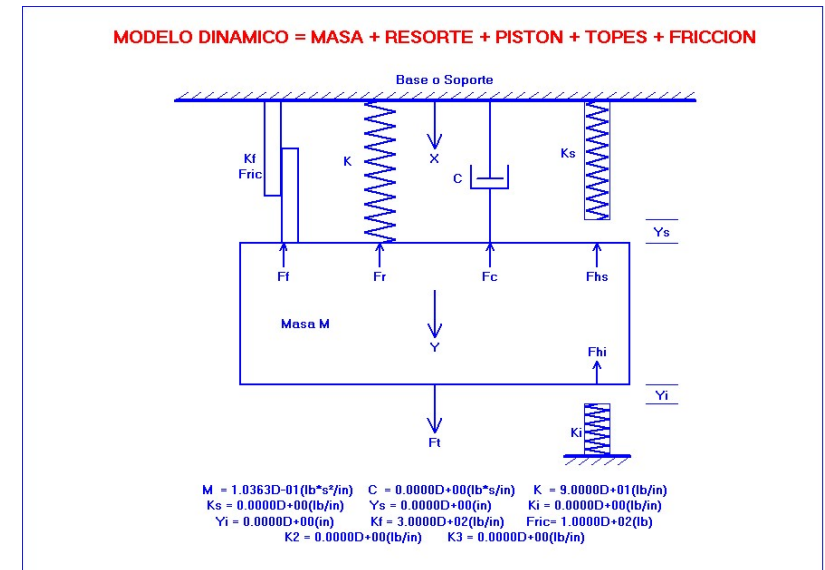 MODELO DINAMICO = MASA + RESORTE + PISTON + TOPES + FRICCION
Base o Soporte
Kf
Fric
K
X
C
Ks
Ys
Ff
Fr
Fc
Fhs
Masa M
Y
Fhi
Yi
Ft
Ki
M = 1.0363D-01(lb*s²/in) C = 0.0000D+00(lb*s/in) K = 9.0000D+01(lb/in)
Ks = 0.0000D+00(lb/in) Ys = 0.0000D+00(in) Ki = 0.0000D+00(lb/in)
Yi = 0.0000D+00(in) Kf = 3.0000D+02(lb/in) Fric= 1.0000D+02(lb)
K2 = 0.0000D+00(lb/in) K3 = 0.0000D+00(lb/in)